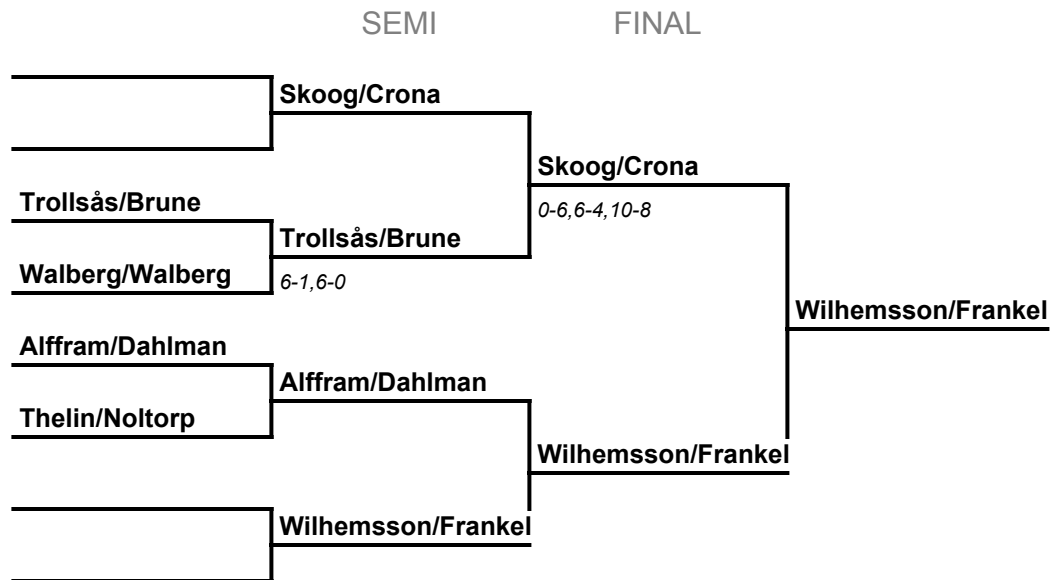 SEMI FINAL
Skoog/Crona
Skoog/Crona
0-6,6-4,10-8
Trollsås/Brune
Trollsås/Brune
6-1,6-0
Walberg/Walberg
Wilhemsson/Frankel
Alffram/Dahlman
Alffram/Dahlman
Thelin/Noltorp
Wilhemsson/Frankel
Wilhemsson/Frankel